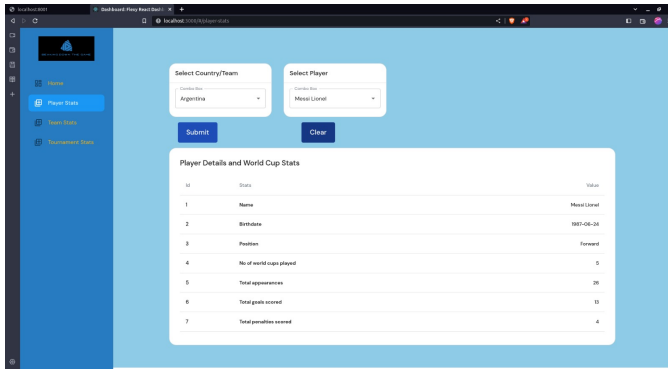 localhost:8001
Dashboard: Flexy React Dashb
localhost:3000/#/player-stats
Home
Player Stats
Team Stats
Tournament Stats
Select Country/Team
Combo Box
Argentina
Select Player
Combo Box
Messi Lionel
Submit
Clear
Player Details and World Cup Stats
Id Stats Value
1 Name Messi Lionel
2 Birthdate 1987-06-24
3 Position Forward
4 No of world cups played 5
5 Total appearances 26
6 Total goals scored 13
7 Total penalties scored 4